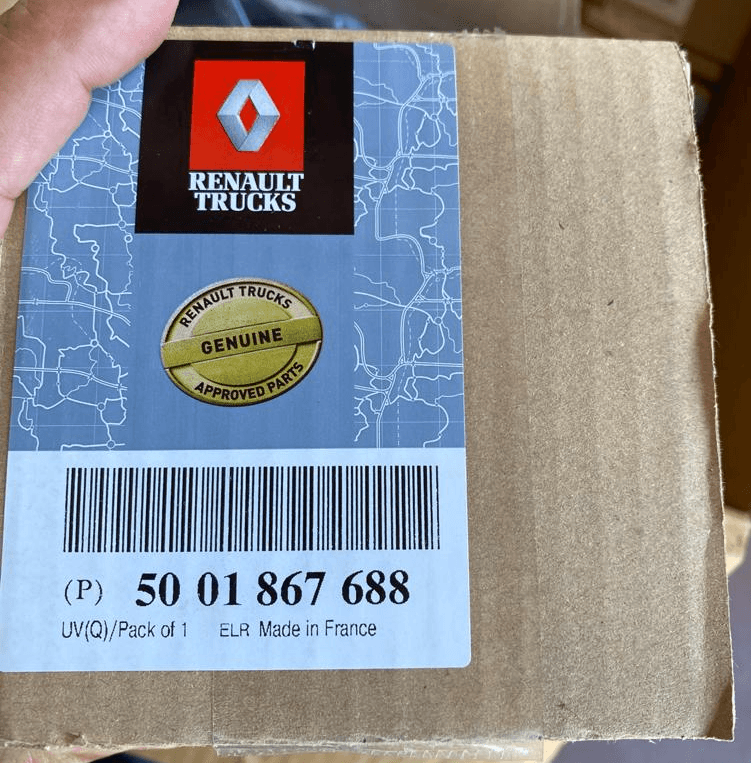 RENAULT
TRUCKS
RENAULT TRUCKS
GENUINE
APPROVED PARTS
(P) 50 01 867 688
UV(Q)/Pack of 1 ELR Made in France